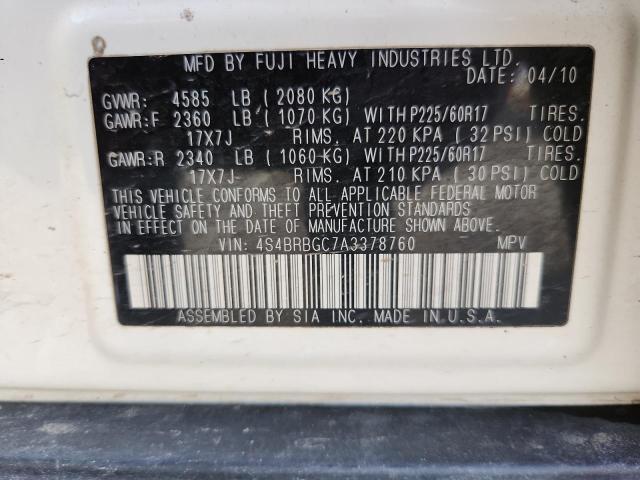 MFD BY FUJI HEAVY INDUSTRIES LTD.
DATE: 04/10
GVWR: 4585 LB (2080 KG)
GAWR:F 2360 LB (1070 KG) WITH P225/60R17 TIRES.
17X7J RIMS. AT 220 KPA (32 PSI) COLD
GAWR:R 2340 LB (1060 KG) WITH P225/60R17 TIRES.
17X7J RIMS. AT 210 KPA (30 PSI) COLD
THIS VEHICLE CONFORMS TO ALL APPLICABLE FEDERAL MOTOR
VEHICLE SAFETY AND THEFT PREVENTION STANDARDS
IN EFFECT ON THE DATE OF MANUFACTURE SHOWN ABOVE.
VIN: 4S4BRBGC7A3378760 MPV
ASSEMBLED BY SIA INC. MADE IN U.S.A.